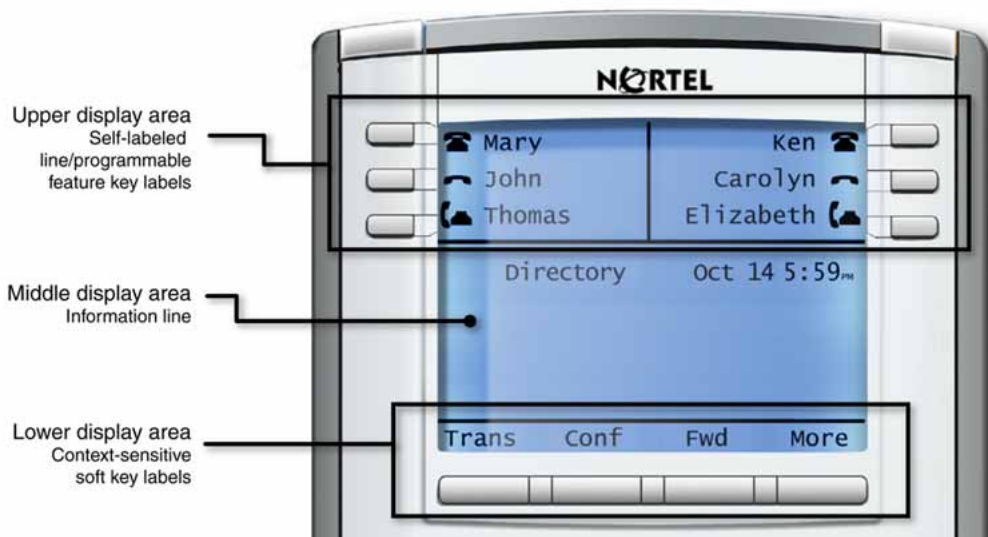 NORTEL
Upper display area
Self-labeled
line/programmable
feature key labels
Mary Ken
John Carolyn
Thomas Elizabeth
Directory Oct 14 5:59PM
Middle display area
Information line
Lower display area
Context-sensitive
soft key labels
Trans Conf Fwd More